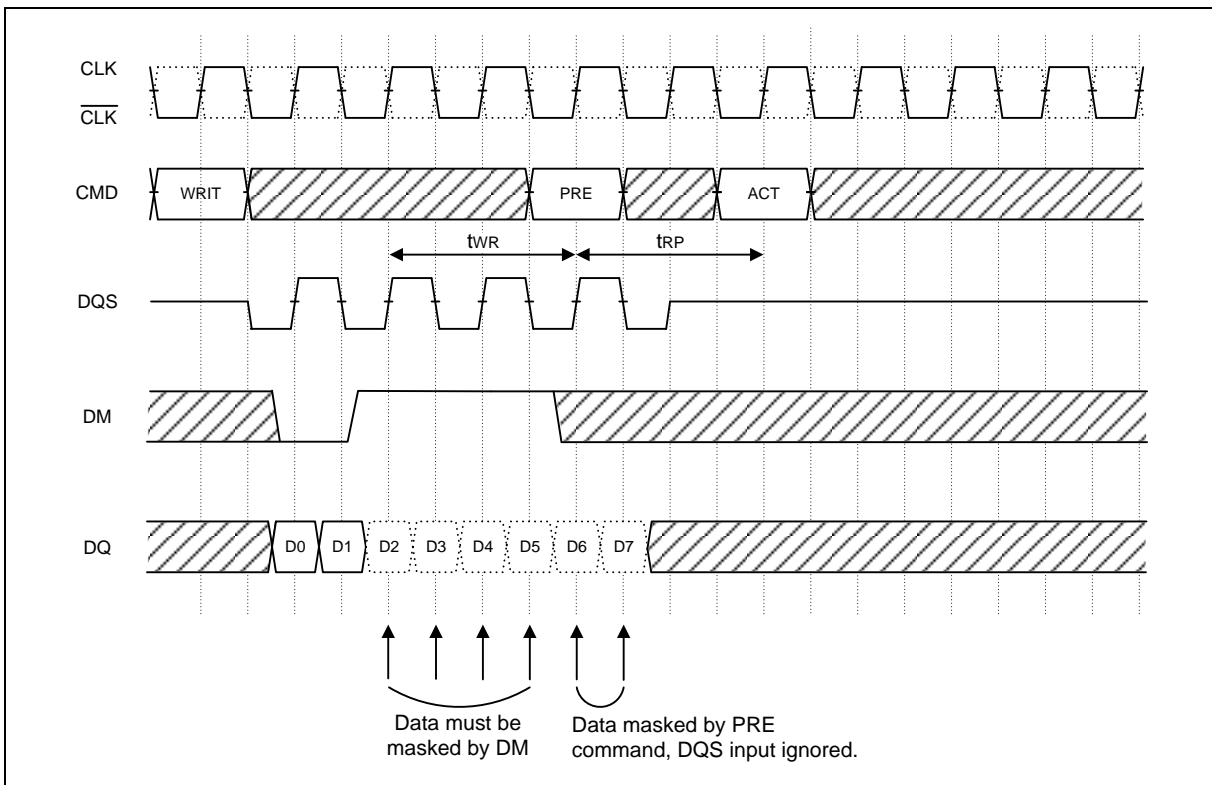 CLK
CLK
CMD
WRIT
PRE
ACT
tWR
tRP
DQS
DM
DQ
D0 D1 D2 D3 D4 D5 D6 D7
Data must be
masked by DM
Data masked by PRE
command, DQS input ignored.